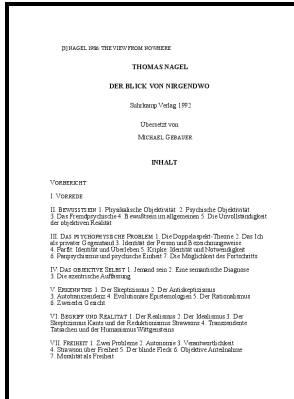 [3] NAGEL 1986: THE VIEW FROM NOWHERE
THOMAS NAGEL
DER BLICK VON NIRGENDWO
Suhrkamp Verlag 1992
Übersetzt von
MICHAEL GEBAUER
INHALT
VORBERICHT
I. VORREDE
II. BEWUSSTSEIN 1. Physikalische Objektivität 2. Psychische Objektivität
3. Das Fremdpsychische 4. Bewußtsein im allgemeinen 5. Die Unvollständigkeit
der objektiven Realität
III. DAS PSYCHOPHYSISCHE PROBLEM 1. Die Doppelaspekt-Theorie 2. Das Ich
als privater Gegenstand 3. Identität der Person und Bezeichnungsweise
4. Parfit: Identität und Überleben 5. Kripke: Identität und Notwendigkeit
6. Panpsychismus und psychische Einheit 7. Die Möglichkeit des Fortschritts
IV. DAS OBJEKTIVE SELBST 1. Jemand sein 2. Eine semantische Diagnose
3. Die azentrische Auffassung
V. ERKENNTNIS 1. Der Skeptizismus 2. Der Antiskeptizismus
3. Autotranszendenz 4. Evolutionäre Epistemologien 5. Der Rationalismus
6. Zweierlei Gesicht
VI. BEGRIFF UND REALITÄT 1. Der Realismus 2. Der Idealismus 3. Der
Skeptizismus Kants und der Reduktionismus Strawsons 4. Transzendente
Tatsachen und der Humanismus Wittgensteins
VII. FREIHEIT 1. Zwei Probleme 2. Autonomie 3. Verantwortlichkeit
4. Strawson über Freiheit 5. Der blinde Fleck 6. Objektive Anteilnahme
7. Moralität als Freiheit